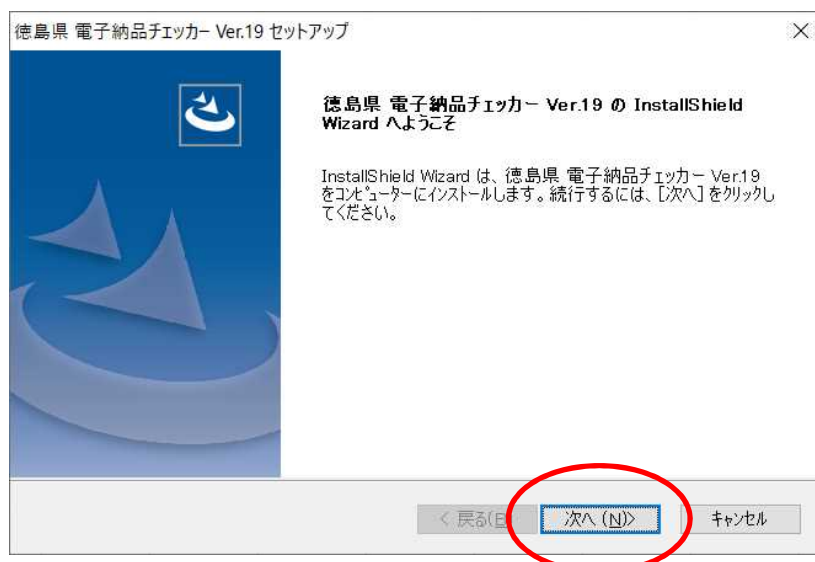 徳島県 電子納品チェッカー Ver.19 セットアップ
徳島県 電子納品チェッカー Ver.19 の InstallShield
Wizard へようこそ
InstallShield Wizard は、徳島県 電子納品チェッカー Ver.19
をコンピューターにインストールします。続行するには、[次へ] をクリックし
てください。
< 戻る(B)
次へ (N)>
キャンセル